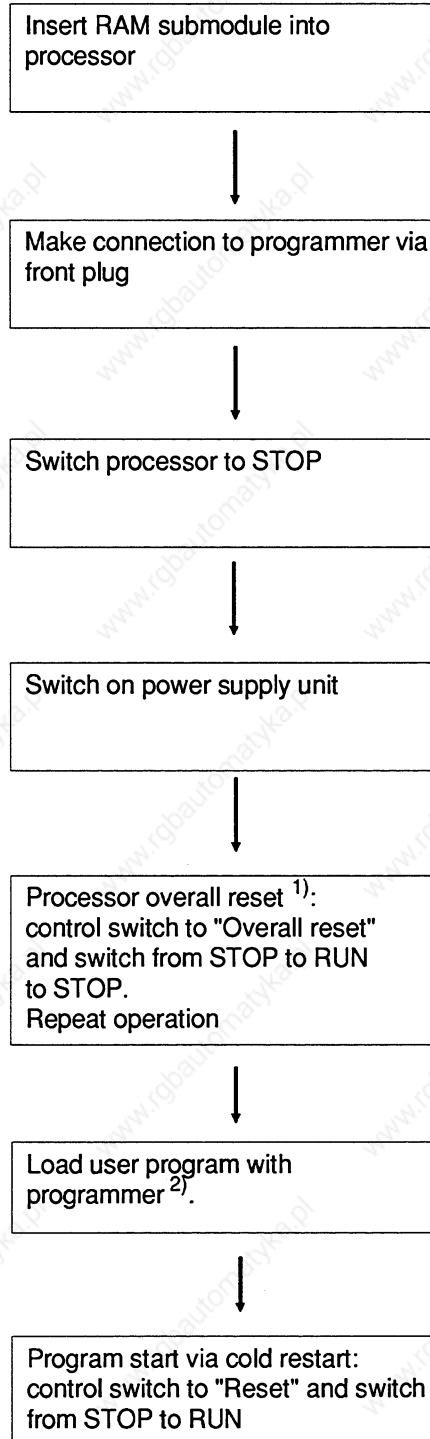 Insert RAM submodule into
processor
Make connection to programmer via
front plug
Switch processor to STOP
Switch on power supply unit
Processor overall reset 1):
control switch to "Overall reset"
and switch from STOP to RUN
to STOP.
Repeat operation
Load user program with
programmer 2).
Program start via cold restart:
control switch to "Reset" and switch
from STOP to RUN
www.rgbautomatyka.pl